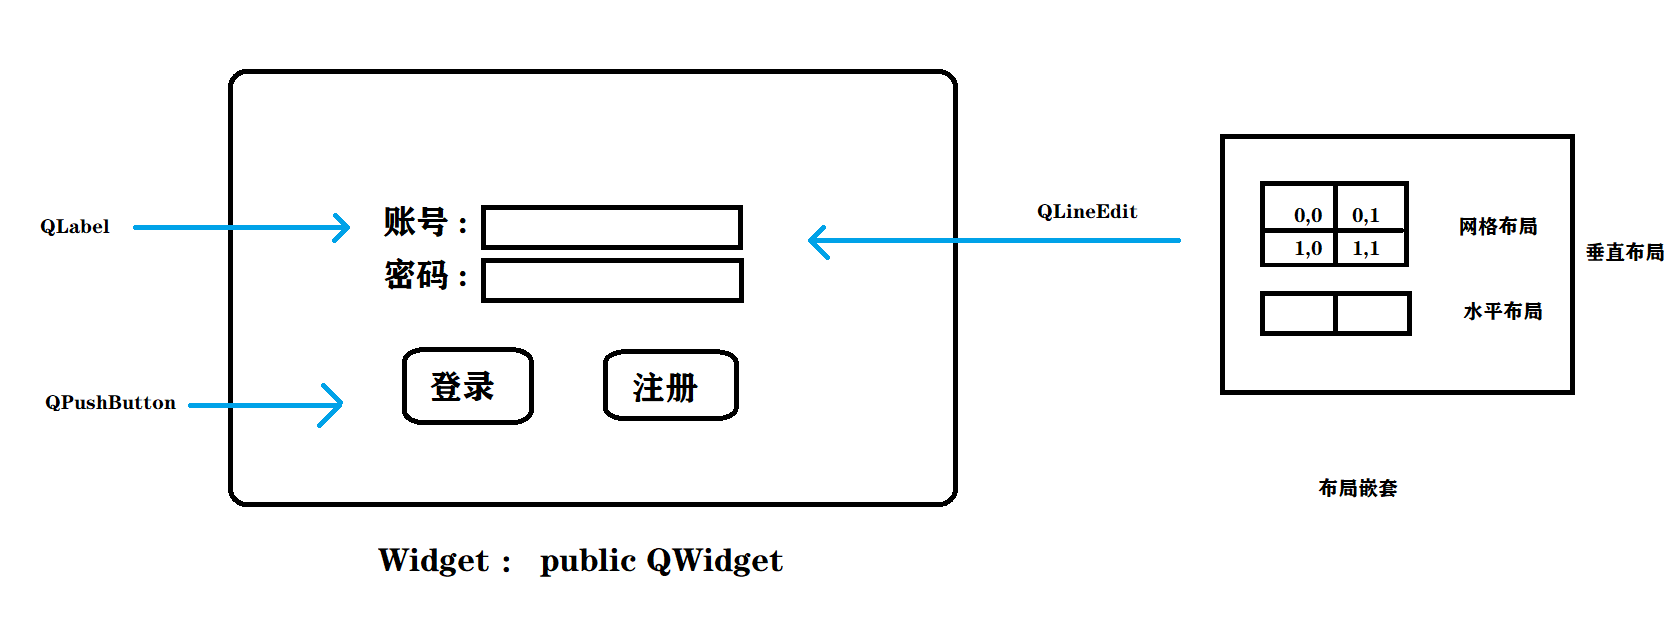 QLabel
账号：
密码：
QPushButton
登录
注册
Widget： public QWidget
QLineEdit
0,0 0,1
1,0 1,1
网格布局
垂直布局
水平布局
布局嵌套